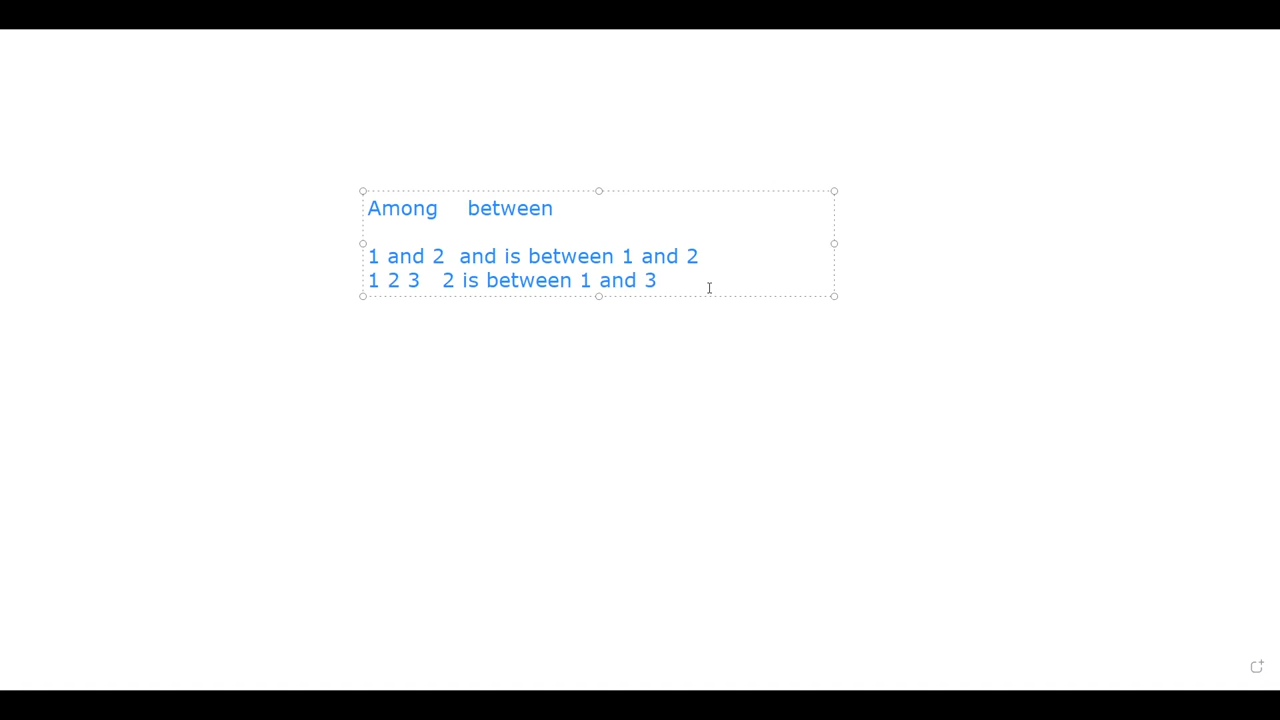 Among between
1 and 2 and is between 1 and 2
1 2 3 2 is between 1 and 3